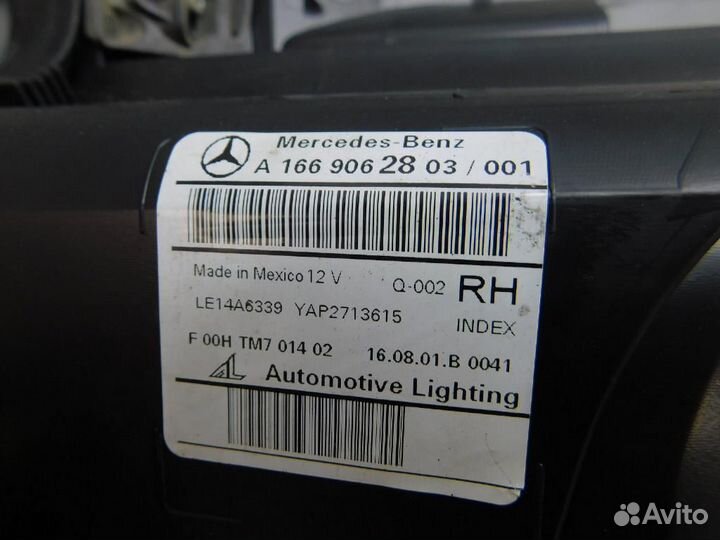 Mercedes-Benz
A 166 906 28 03 / 001
Made in Mexico 12 V Q-002 RH
LE14A6339 YAP2713615 INDEX
F 00H TM7 014 02 16.08.01.B 0041
AL Automotive Lighting
Avito